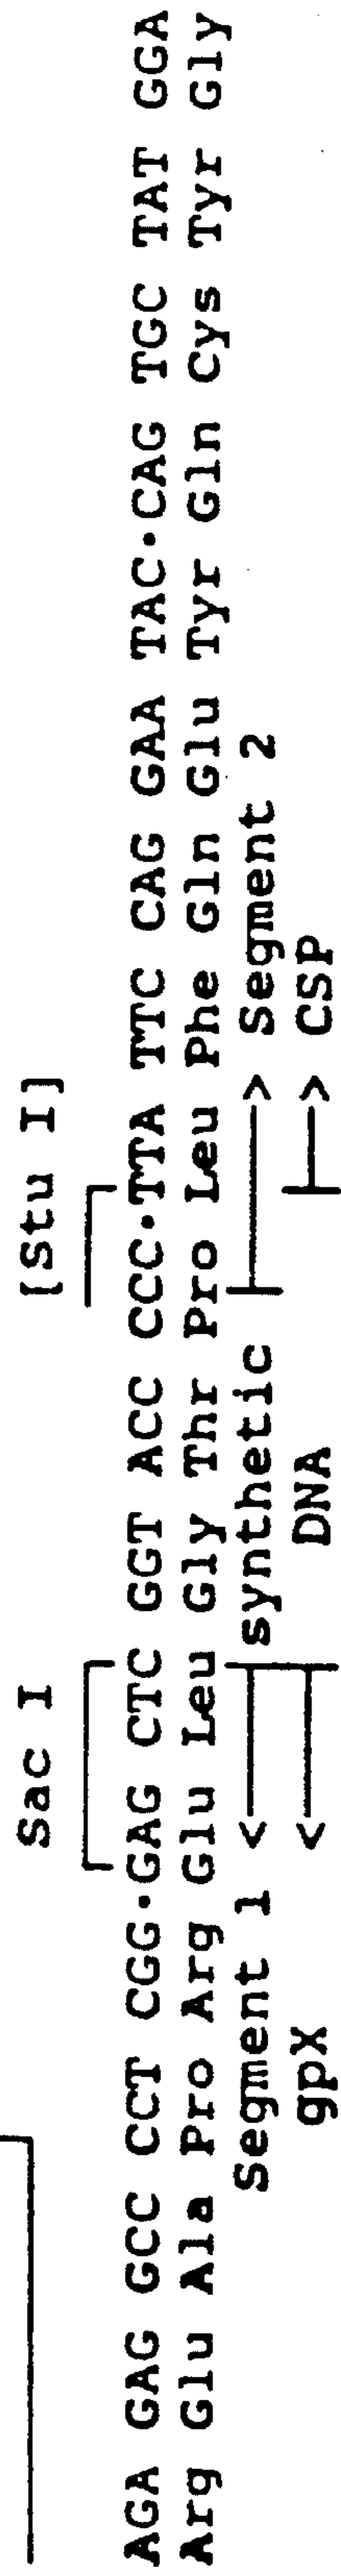 Sac I [Stu I]
AGA GAG GCC CCT CGG·GAG CTC GGT ACC CCC·TTA TTC CAG GAA TAC·CAG TGC TAT GGA
Arg Glu Ala Pro Arg Glu Leu Gly Thr Pro Leu Phe Gln Glu Tyr Gln Cys Tyr Gly
Segment 1 < synthetic > Segment 2
gpX < DNA > CSP